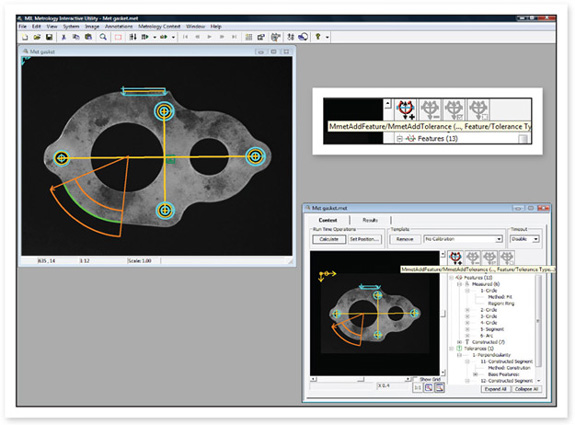 MIL Metrology Interactive Utility - Met gasket.met
File Edit View System Image Annotations Metrology Context Window Help
Met gasket
835, 14 S 12 Scale: 1.00
MmetAddFeature/MmetAddTolerance (..., Feature/Tolerance Ty
Features (13)
Met gasket.met
Context Results
Run Time Operations Template Timeout
Calculate Set Position... Remove No Calibration Disable
MmetAddFeature/MmetAddTolerance (..., Feature/Tolerance Type...
Features (13)
Measured (6)
1- Circle
Method: Fit
Region: Ring
2- Circle
3- Circle
4- Circle
5- Segment
6- Arc
Constructed (7)
Tolerances (1)
1- Perpendicularity
11- Constructed Segment
Method: Construction
Base Features
12- Constructed Segment
Show Grid
Expand All Collapse All